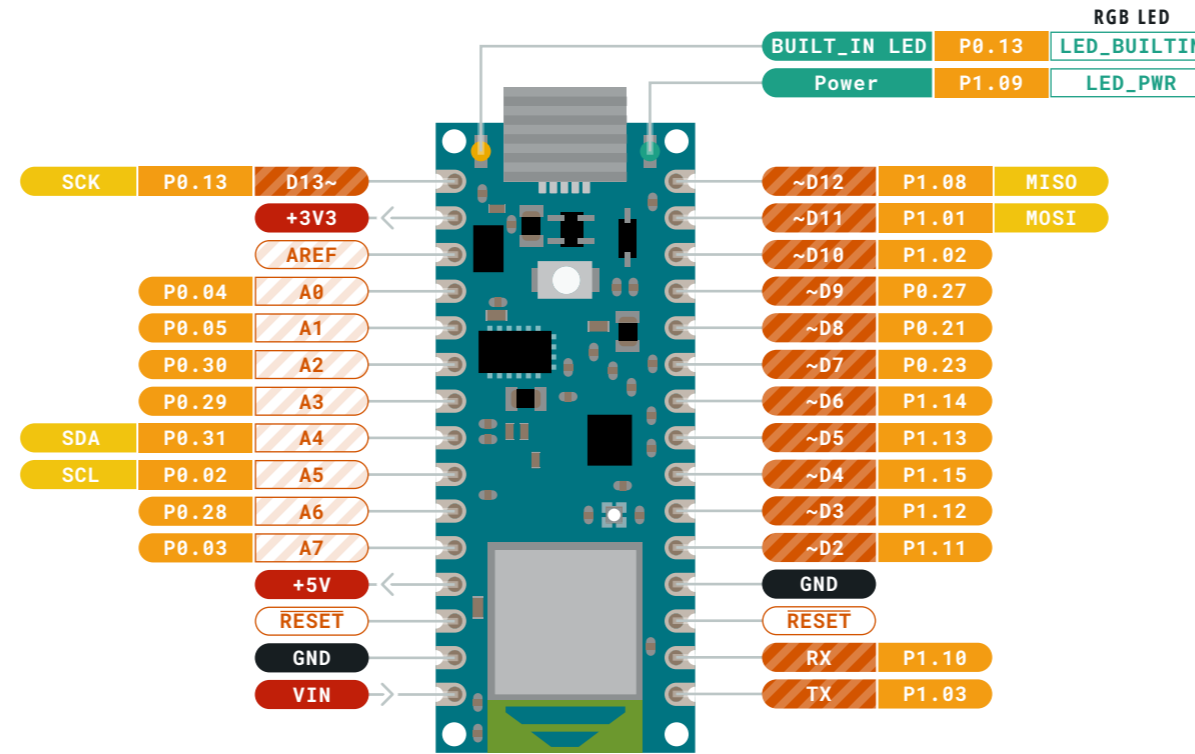 RGB LED
BUILT_IN LED P0.13 LED_BUILTIN
Power P1.09 LED_PWR
SCK P0.13 D13~ ~D12 P1.08 MISO
+3V3 ~D11 P1.01 MOSI
AREF ~D10 P1.02
P0.04 A0 ~D9 P0.27
P0.05 A1 ~D8 P0.21
P0.30 A2 ~D7 P0.23
P0.29 A3 ~D6 P1.14
SDA P0.31 A4 ~D5 P1.13
SCL P0.02 A5 ~D4 P1.15
P0.28 A6 ~D3 P1.12
P0.03 A7 ~D2 P1.11
+5V GND
RESET RESET
GND RX P1.10
VIN TX P1.03